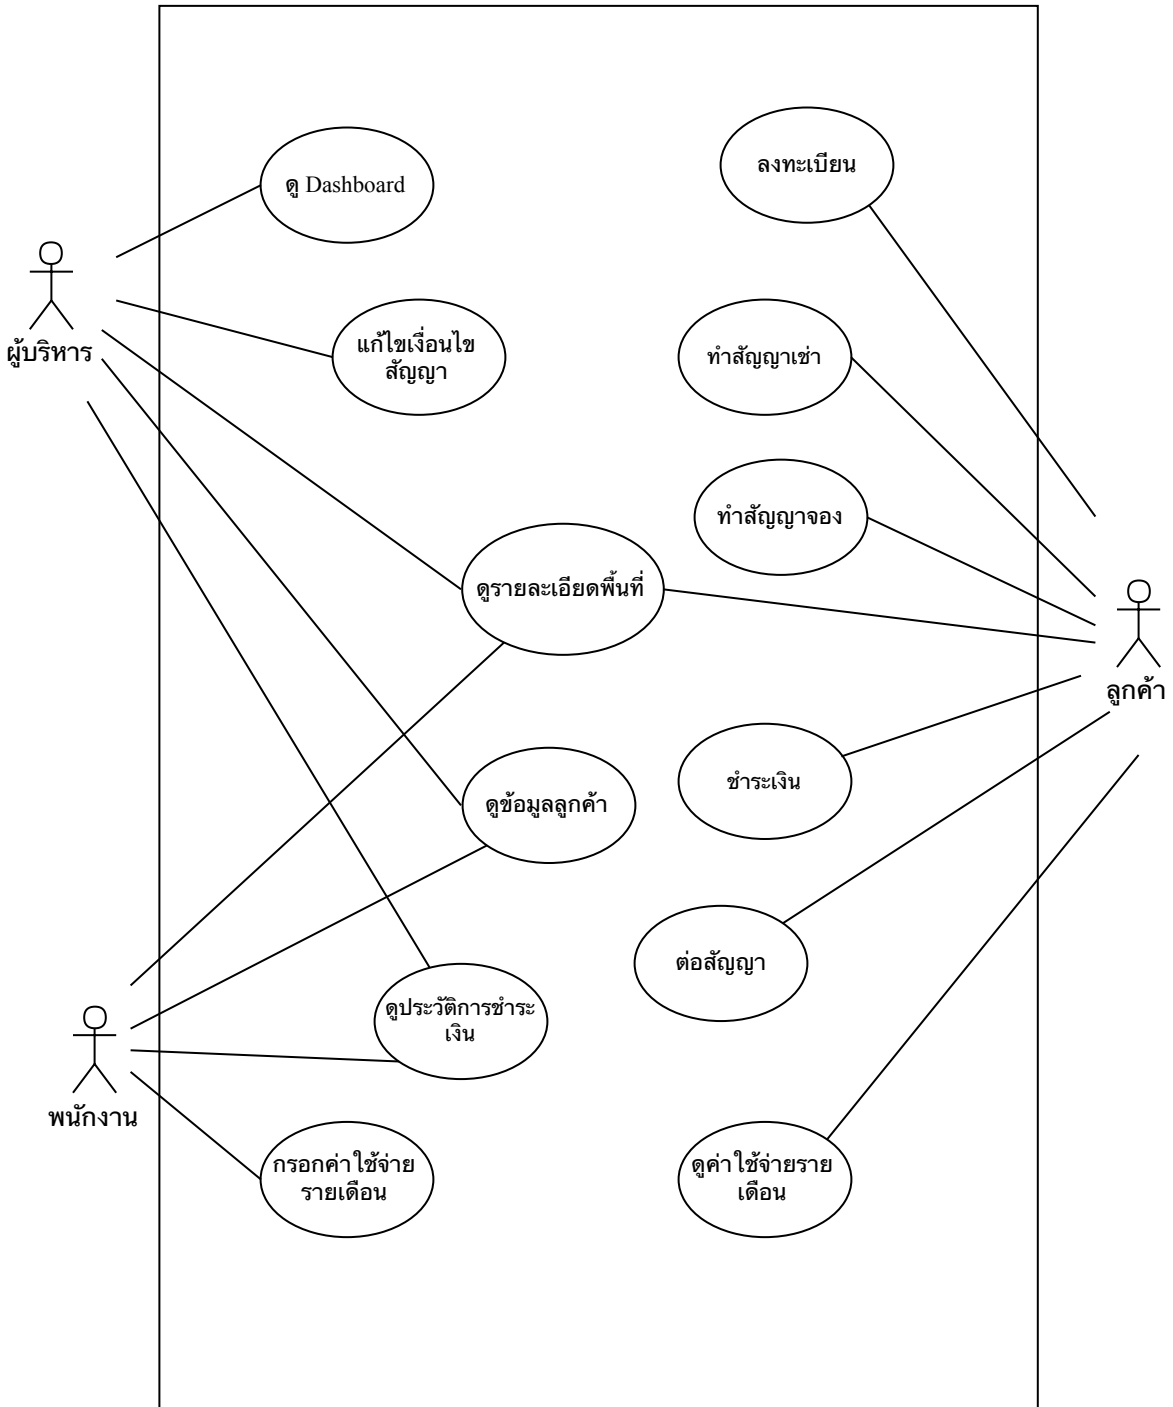 ลงทะเบียน
ดู Dashboard
แก้ไขเงื่อนไข
สัญญา
ทำสัญญาเช่า
ผู้บริหาร
ทำสัญญาจอง
ดูรายละเอียดพื้นที่
ลูกค้า
ชำระเงิน
ดูข้อมูลลูกค้า
ต่อสัญญา
ดูประวัติการชำระ
เงิน
พนักงาน
กรอกค่าใช้จ่าย
รายเดือน
ดูค่าใช้จ่ายราย
เดือน